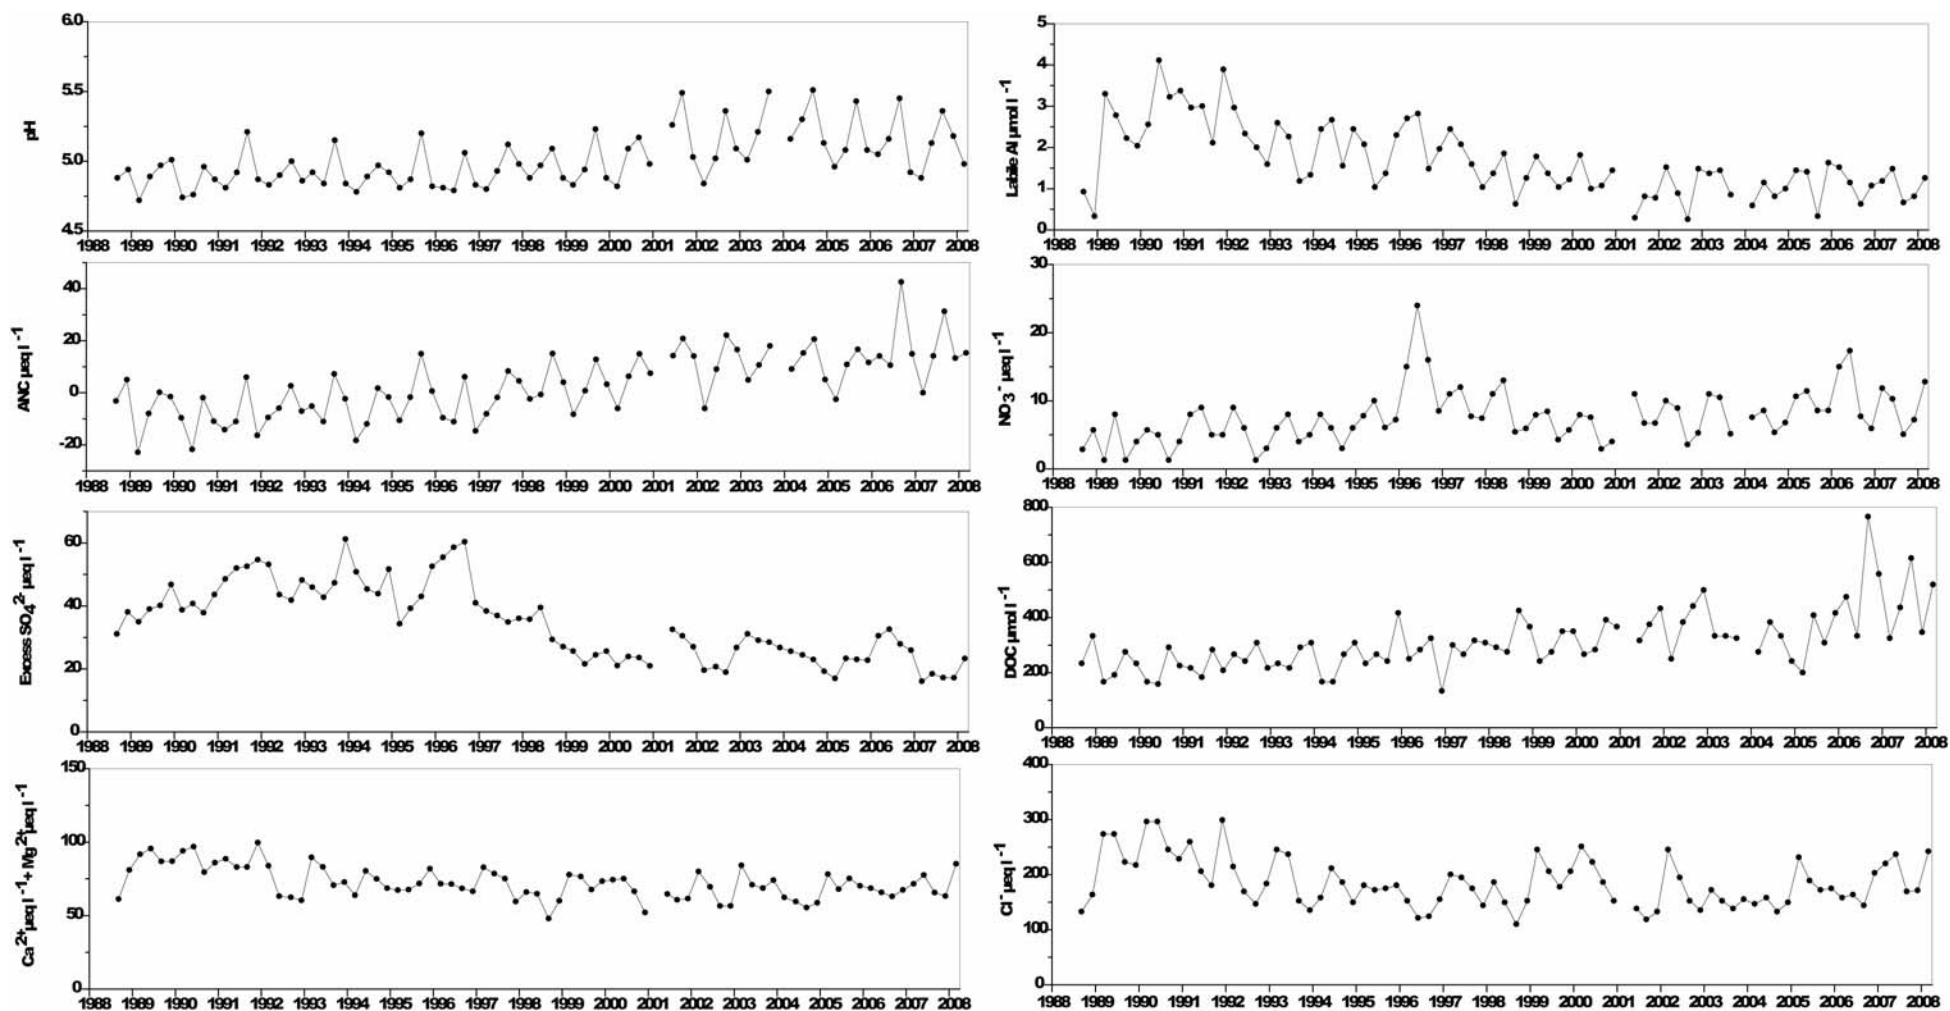 pH
6.0
5.5
5.0
4.5
1988 1989 1990 1991 1992 1993 1994 1995 1996 1997 1998 1999 2000 2001 2002 2003 2004 2005 2006 2007 2008
Labile Al µmol l⁻¹
5
4
3
2
1
0
1988 1989 1990 1991 1992 1993 1994 1995 1996 1997 1998 1999 2000 2001 2002 2003 2004 2005 2006 2007 2008
ANC µeq l⁻¹
40
20
0
-20
1988 1989 1990 1991 1992 1993 1994 1995 1996 1997 1998 1999 2000 2001 2002 2003 2004 2005 2006 2007 2008
NO₃⁻ µeq l⁻¹
30
20
10
0
1988 1989 1990 1991 1992 1993 1994 1995 1996 1997 1998 1999 2000 2001 2002 2003 2004 2005 2006 2007 2008
Excess SO₄²⁻ µeq l⁻¹
60
40
20
0
1988 1989 1990 1991 1992 1993 1994 1995 1996 1997 1998 1999 2000 2001 2002 2003 2004 2005 2006 2007 2008
DOC µmol l⁻¹
800
600
400
200
0
1988 1989 1990 1991 1992 1993 1994 1995 1996 1997 1998 1999 2000 2001 2002 2003 2004 2005 2006 2007 2008
Ca²⁺µeq l⁻¹+ Mg²⁺µeq l⁻¹
150
100
50
0
1988 1989 1990 1991 1992 1993 1994 1995 1996 1997 1998 1999 2000 2001 2002 2003 2004 2005 2006 2007 2008
Cl⁻ µeq l⁻¹
400
300
200
100
0
1988 1989 1990 1991 1992 1993 1994 1995 1996 1997 1998 1999 2000 2001 2002 2003 2004 2005 2006 2007 2008